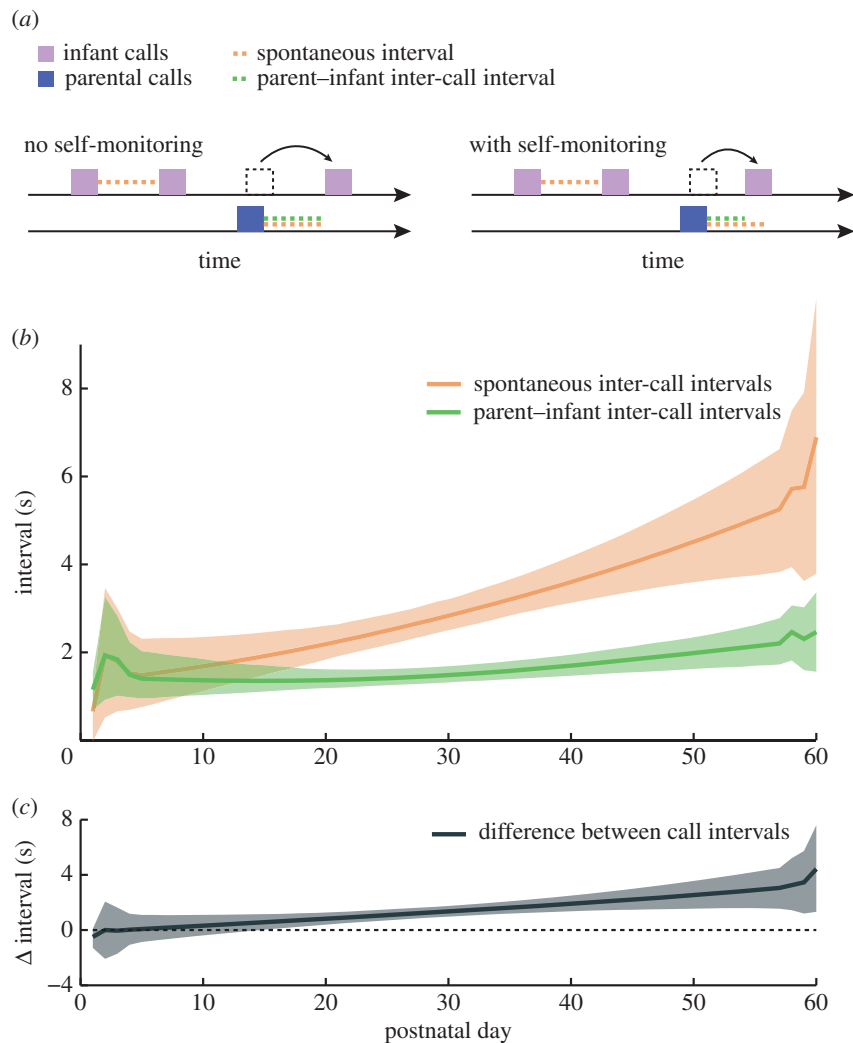 (a)
infant calls
spontaneous interval
parental calls
parent–infant inter-call interval
no self-monitoring
with self-monitoring
time
time
(b)
8
6
4
2
0
interval (s)
spontaneous inter-call intervals
parent–infant inter-call intervals
10
20
30
40
50
60
(c)
8
4
0
−4
Δ interval (s)
difference between call intervals
0
10
20
30
40
50
60
postnatal day